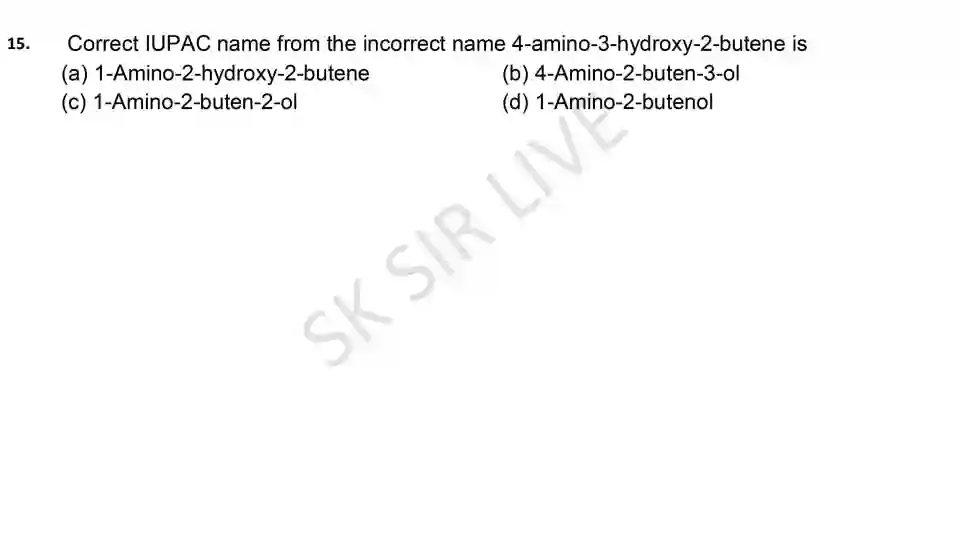 15. Correct IUPAC name from the incorrect name 4-amino-3-hydroxy-2-butene is
(a) 1-Amino-2-hydroxy-2-butene (b) 4-Amino-2-buten-3-ol
(c) 1-Amino-2-buten-2-ol (d) 1-Amino-2-butenol
SK SIR LIVE